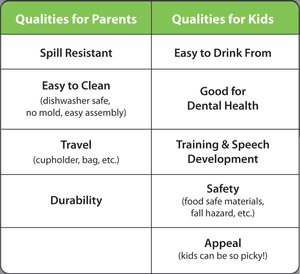 Qualities for Parents
Qualities for Kids
Spill Resistant
Easy to Drink From
Easy to Clean
(dishwasher safe,
no mold, easy assembly)
Good for
Dental Health
Travel
(cupholder, bag, etc.)
Training & Speech
Development
Durability
Safety
(food safe materials,
fall hazard, etc.)
Appeal
(kids can be so picky!)